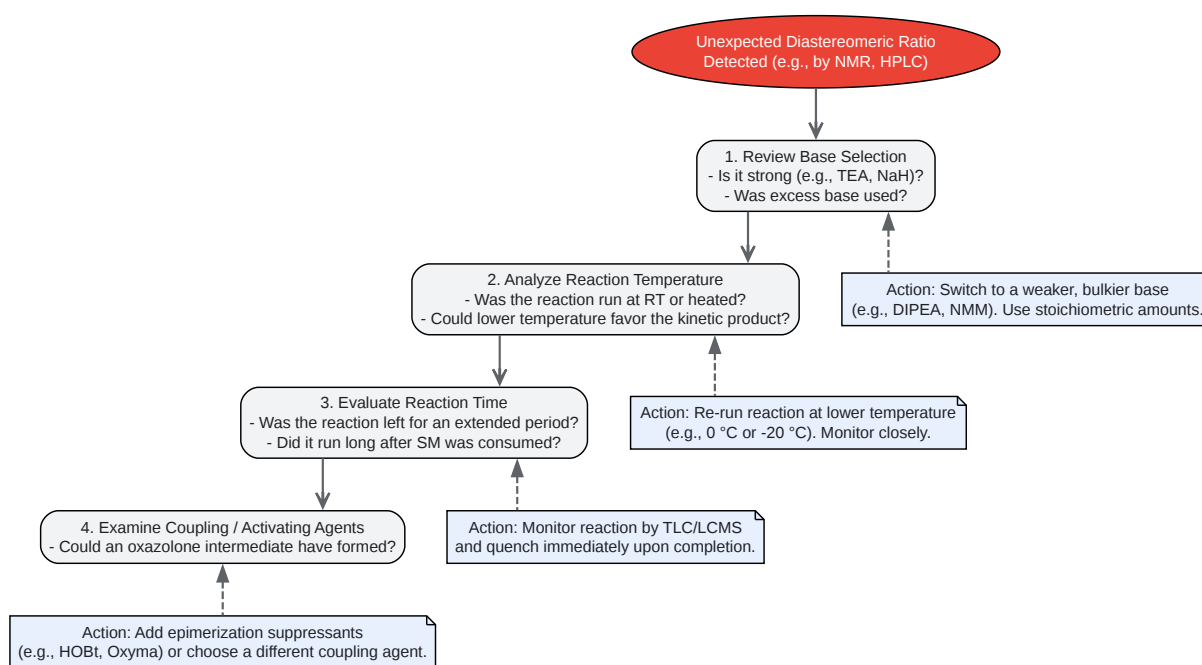 Unexpected Diastereomeric Ratio
Detected (e.g., by NMR, HPLC)
1. Review Base Selection
- Is it strong (e.g., TEA, NaH)?
- Was excess base used?
Action: Switch to a weaker, bulkier base
(e.g., DIPEA, NMM). Use stoichiometric amounts.
2. Analyze Reaction Temperature
- Was the reaction run at RT or heated?
- Could lower temperature favor the kinetic product?
Action: Re-run reaction at lower temperature
(e.g., 0 °C or -20 °C). Monitor closely.
3. Evaluate Reaction Time
- Was the reaction left for an extended period?
- Did it run long after SM was consumed?
Action: Monitor reaction by TLC/LCMS
and quench immediately upon completion.
4. Examine Coupling / Activating Agents
- Could an oxazolone intermediate have formed?
Action: Add epimerization suppressants
(e.g., HOBt, Oxyma) or choose a different coupling agent.